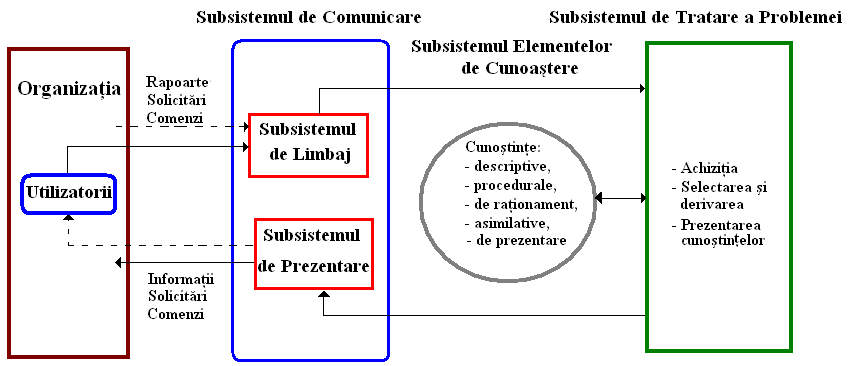 Subsistemul de Comunicare
Subsistemul de Tratare a Problemei
Subsistemul Elementelor
de Cunoaștere
Organizația
Utilizatorii
Rapoarte
Solicitări
Comenzi
Subsistemul
de Limbaj
Subsistemul
de Prezentare
Informații
Solicitări
Comenzi
Cunoștințe:
- descriptive,
- procedurale,
- de raționament,
- asimilative,
- de prezentare
- Achiziția
- Selectarea și
derivarea
- Prezentarea
cunoștințelor